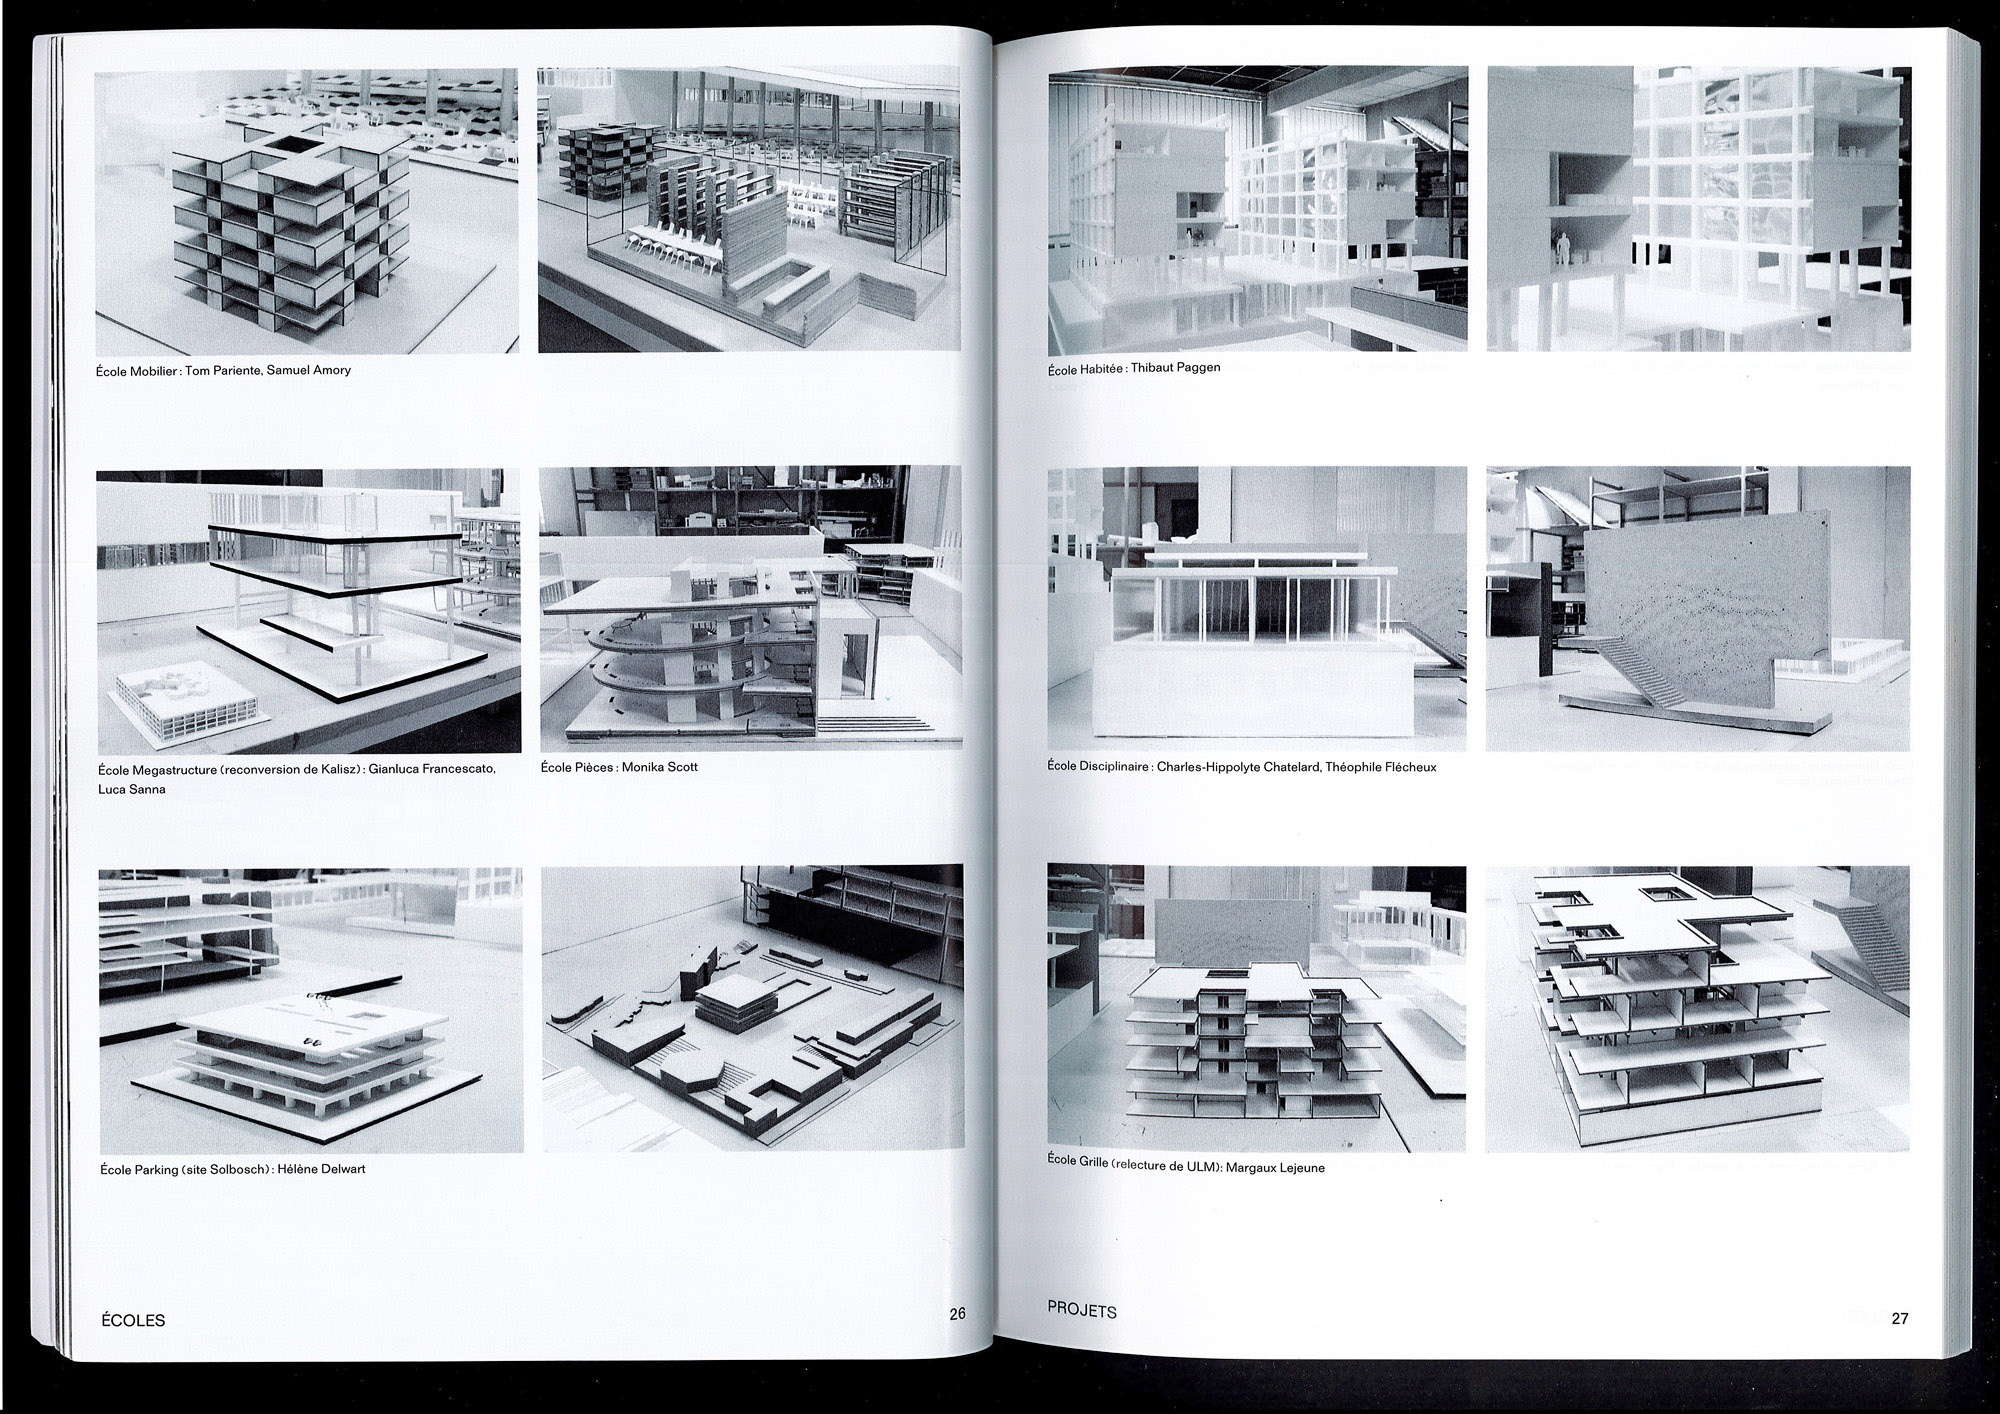 École Mobilier : Tom Pariente, Samuel Amory
École Megastructure (reconversion de Kalisz) : Gianluca Francescato,
Luca Sanna
École Pièces : Monika Scott
École Parking (site Solbosch) : Hélène Delwart
ÉCOLES
26
École Habitée : Thibaut Paggen
École Disciplinaire : Charles-Hippolyte Chatelard, Théophile Flécheux
École Grille (relecture de ULM): Margaux Lejeune
PROJETS
27